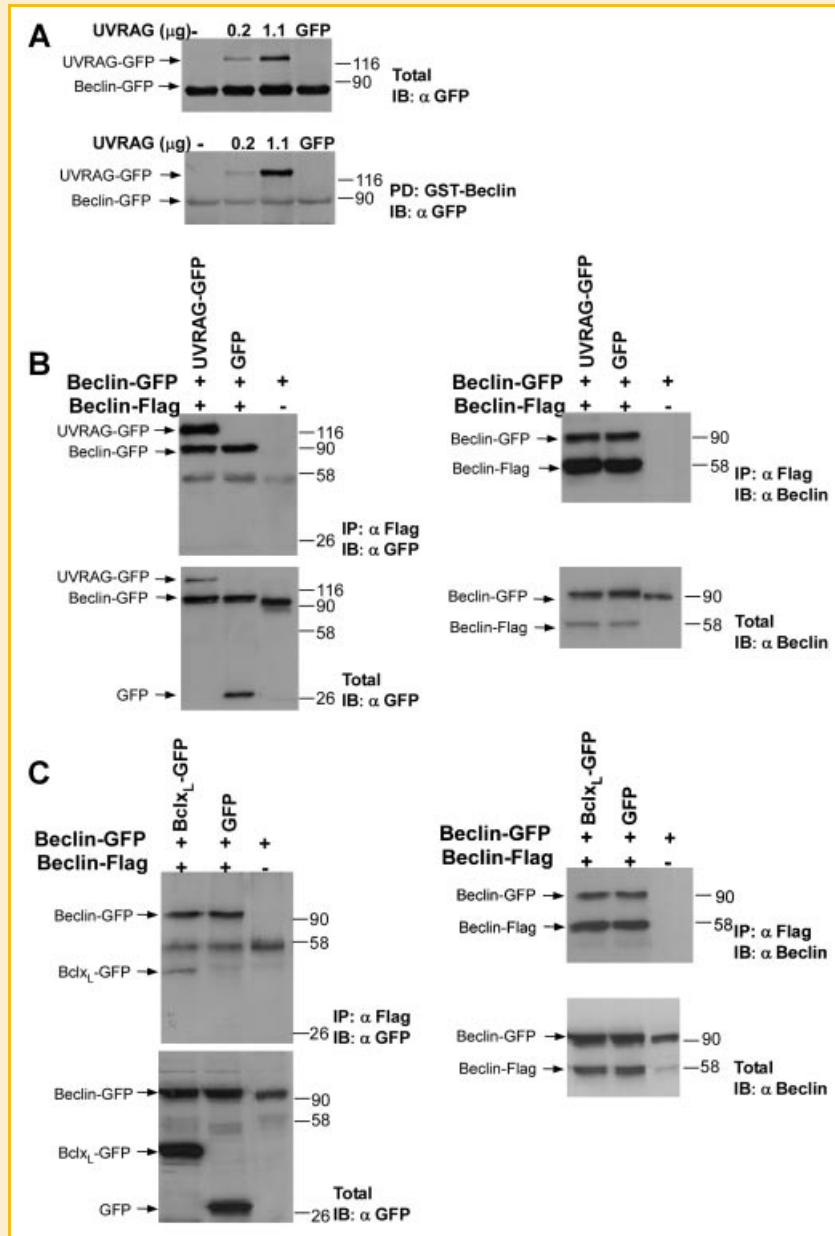 A
UVRAG (μg) - 0.2 1.1 GFP
UVRAG-GFP
Beclin-GFP
116
90
Total
IB: α GFP
UVRAG (μg) - 0.2 1.1 GFP
UVRAG-GFP
Beclin-GFP
116
90
PD: GST-Beclin
IB: α GFP
B
UVRAG-GFP
GFP
Beclin-GFP + + +
Beclin-Flag + + -
UVRAG-GFP
Beclin-GFP
116
90
58
26
IP: α Flag
IB: α GFP
UVRAG-GFP
Beclin-GFP
GFP
116
90
58
26
Total
IB: α GFP
UVRAG-GFP
GFP
Beclin-GFP + + +
Beclin-Flag + + -
Beclin-GFP
Beclin-Flag
90
58
IP: α Flag
IB: α Beclin
Beclin-GFP
Beclin-Flag
90
58
Total
IB: α Beclin
C
BclxL-GFP
GFP
Beclin-GFP + + +
Beclin-Flag + + -
Beclin-GFP
BclxL-GFP
90
58
26
IP: α Flag
IB: α GFP
Beclin-GFP
BclxL-GFP
GFP
90
58
26
Total
IB: α GFP
BclxL-GFP
GFP
Beclin-GFP + + +
Beclin-Flag + + -
Beclin-GFP
Beclin-Flag
90
58
IP: α Flag
IB: α Beclin
Beclin-GFP
Beclin-Flag
90
58
Total
IB: α Beclin